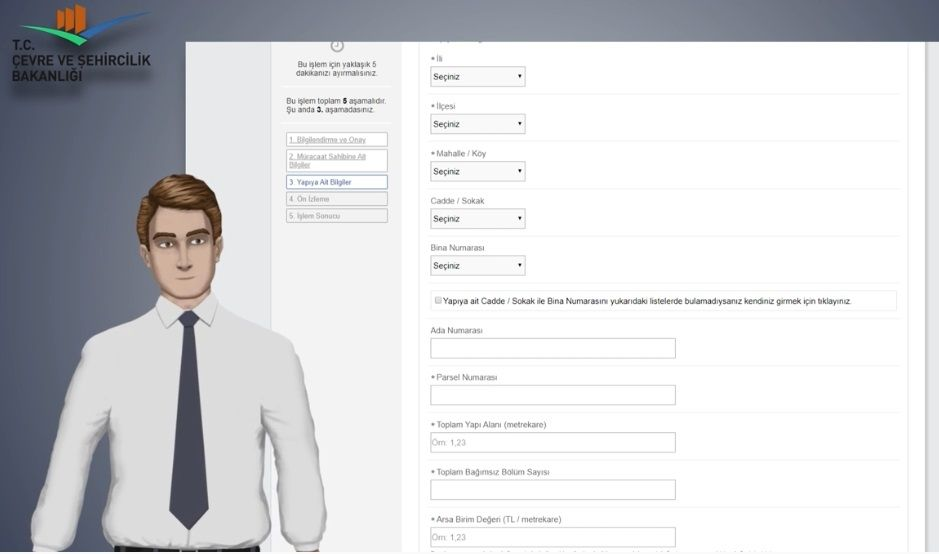 T.C.
ÇEVRE VE ŞEHİRCİLİK
BAKANLIĞI
Bu işlem için yaklaşık 5
dakikanızı ayırmalısınız.
Bu işlem toplam 5 aşamalıdır.
Şu anda 3. aşamadasınız.
1. Bilgilendirme ve Onay
2. Müracaat Sahibine Ait
Bilgiler
3. Yapıya Ait Bilgiler
4. Ön İzleme
5. İşlem Sonucu
* İli
Seçiniz
* İlçesi
Seçiniz
* Mahalle / Köy
Seçiniz
Cadde / Sokak
Seçiniz
Bina Numarası
Seçiniz
Yapıya ait Cadde / Sokak ile Bina Numarasını yukarıdaki listelerde bulamadıysanız kendiniz girmek için tıklayınız.
Ada Numarası
* Parsel Numarası
* Toplam Yapı Alanı (metrekare)
Örn: 1,23
* Toplam Bağımsız Bölüm Sayısı
* Arsa Birim Değeri (TL / metrekare)
Örn: 1,23